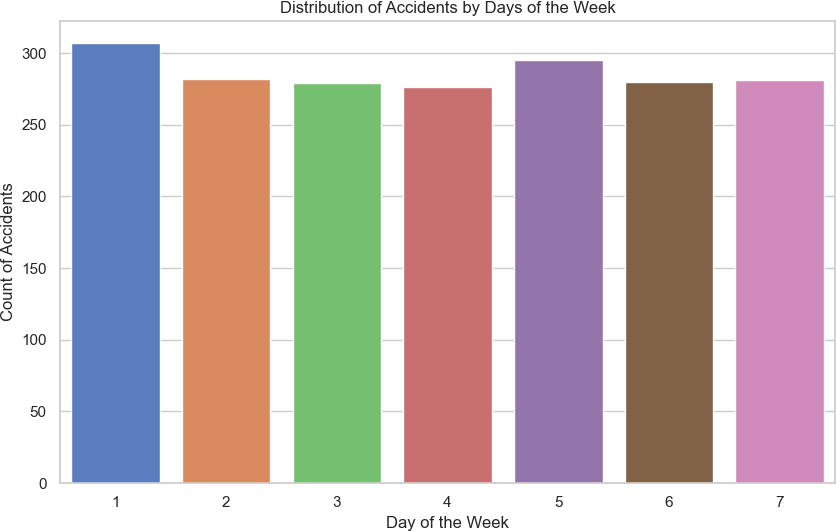 Distribution of Accidents by Days of the Week
Count of Accidents
300
250
200
150
100
50
0
1 2 3 4 5 6 7
Day of the Week